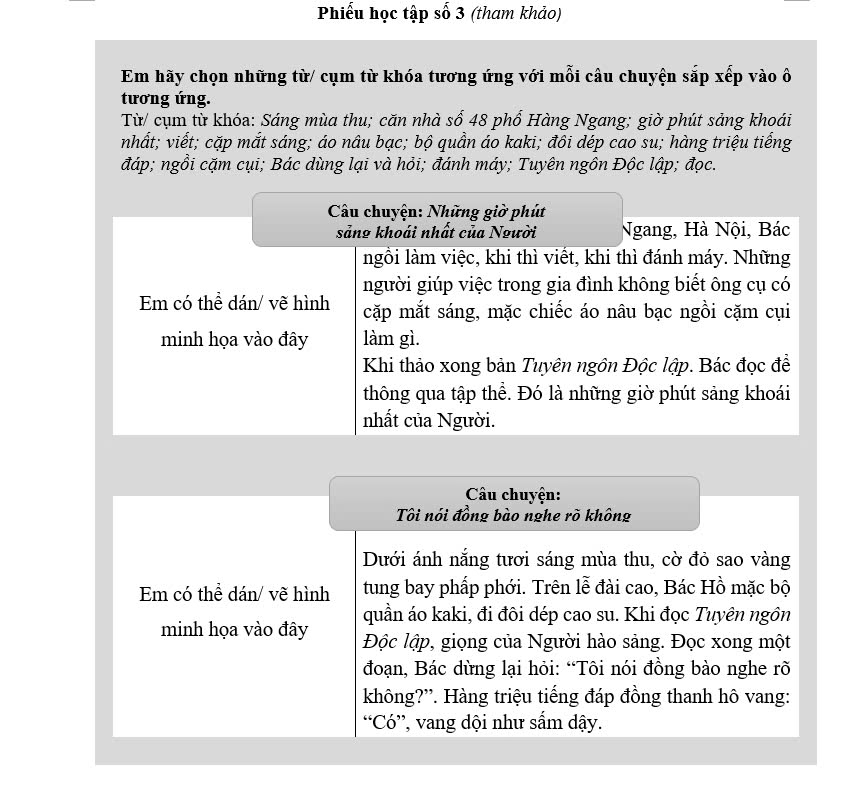 Phiếu học tập số 3 (tham khảo)
Em hãy chọn những từ/ cụm từ khóa tương ứng với mỗi câu chuyện sắp xếp vào ô
tương ứng.
Từ/ cụm từ khóa: Sáng mùa thu; căn nhà số 48 phố Hàng Ngang; giờ phút sảng khoái
nhất; viết; cặp mắt sáng; áo nâu bạc; bộ quần áo kaki; đôi dép cao su; hàng triệu tiếng
đáp; ngồi cặm cụi; Bác dừng lại và hỏi; đánh máy; Tuyên ngôn Độc lập; đọc.
Câu chuyện: Những giờ phút
sảng khoái nhất của Người
Em có thể dán/ vẽ hình
minh họa vào đây
Ngang, Hà Nội, Bác
ngồi làm việc, khi thì viết, khi thì đánh máy. Những
người giúp việc trong gia đình không biết ông cụ có
cặp mắt sáng, mặc chiếc áo nâu bạc ngồi cặm cụi
làm gì.
Khi thảo xong bản Tuyên ngôn Độc lập. Bác đọc để
thông qua tập thể. Đó là những giờ phút sảng khoái
nhất của Người.
Câu chuyện:
Tôi nói đồng bào nghe rõ không
Em có thể dán/ vẽ hình
minh họa vào đây
Dưới ánh nắng tươi sáng mùa thu, cờ đỏ sao vàng
tung bay phấp phới. Trên lễ đài cao, Bác Hồ mặc bộ
quần áo kaki, đi đôi dép cao su. Khi đọc Tuyên ngôn
Độc lập, giọng của Người hào sảng. Đọc xong một
đoạn, Bác dừng lại hỏi: “Tôi nói đồng bào nghe rõ
không?”. Hàng triệu tiếng đáp đồng thanh hô vang:
“Có”, vang dội như sấm dậy.